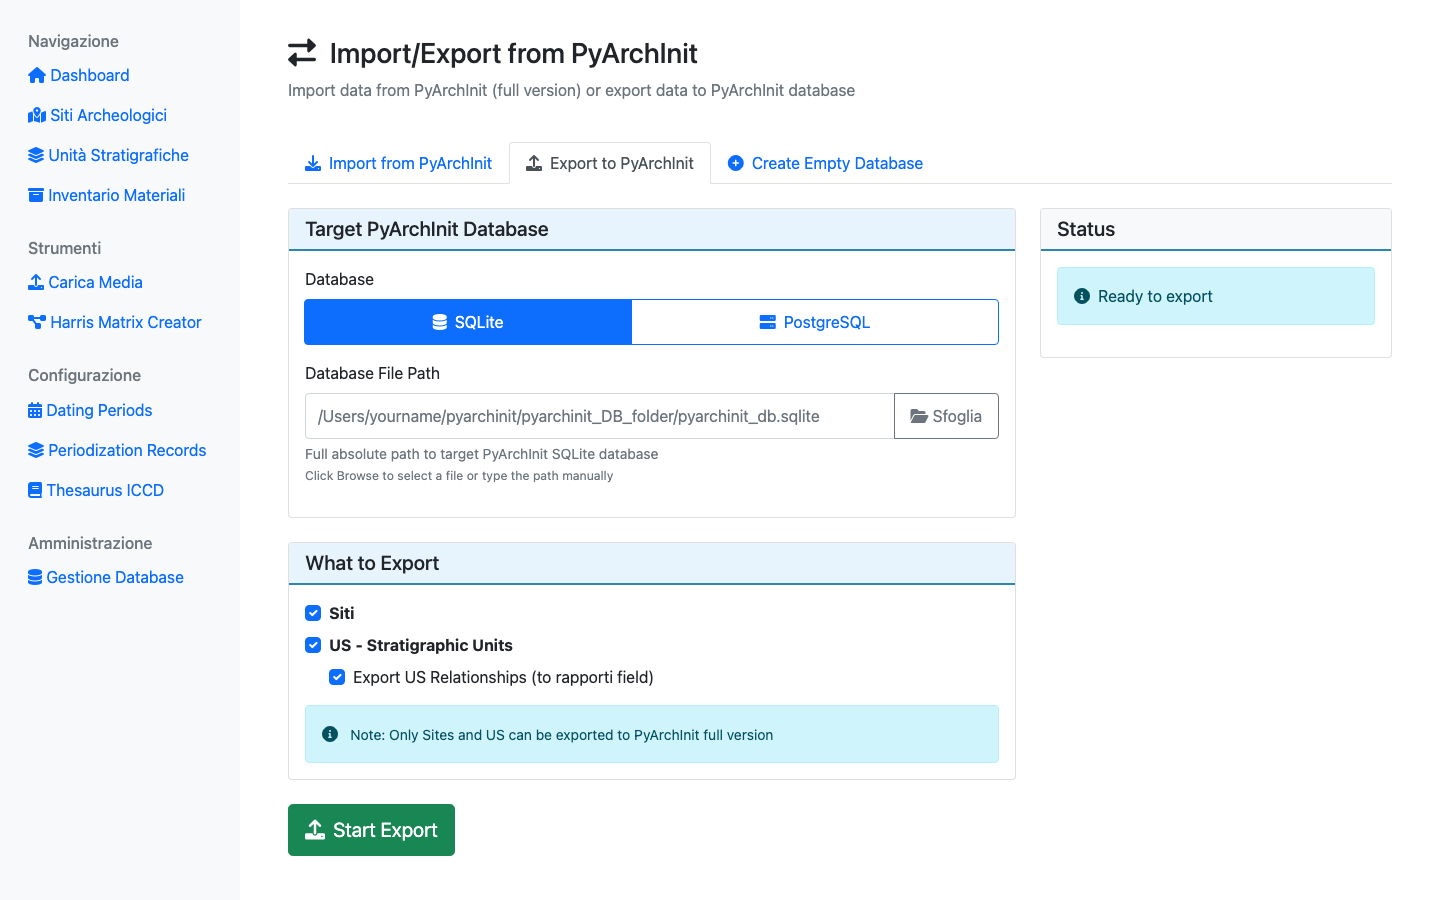 Navigazione
Dashboard
Siti Archeologici
Unità Stratigrafiche
Inventario Materiali
Strumenti
Carica Media
Harris Matrix Creator
Configurazione
Dating Periods
Periodization Records
Thesaurus ICCD
Amministrazione
Gestione Database
Import/Export from PyArchInit
Import data from PyArchInit (full version) or export data to PyArchInit database
Import from PyArchInit
Export to PyArchInit
Create Empty Database
Target PyArchInit Database
Database
SQLite
PostgreSQL
Database File Path
/Users/yourname/pyarchinit/pyarchinit_DB_folder/pyarchinit_db.sqlite
Sfoglia
Full absolute path to target PyArchInit SQLite database
Click Browse to select a file or type the path manually
What to Export
Siti
US - Stratigraphic Units
Export US Relationships (to rapporti field)
Note: Only Sites and US can be exported to PyArchInit full version
Start Export
Status
Ready to export